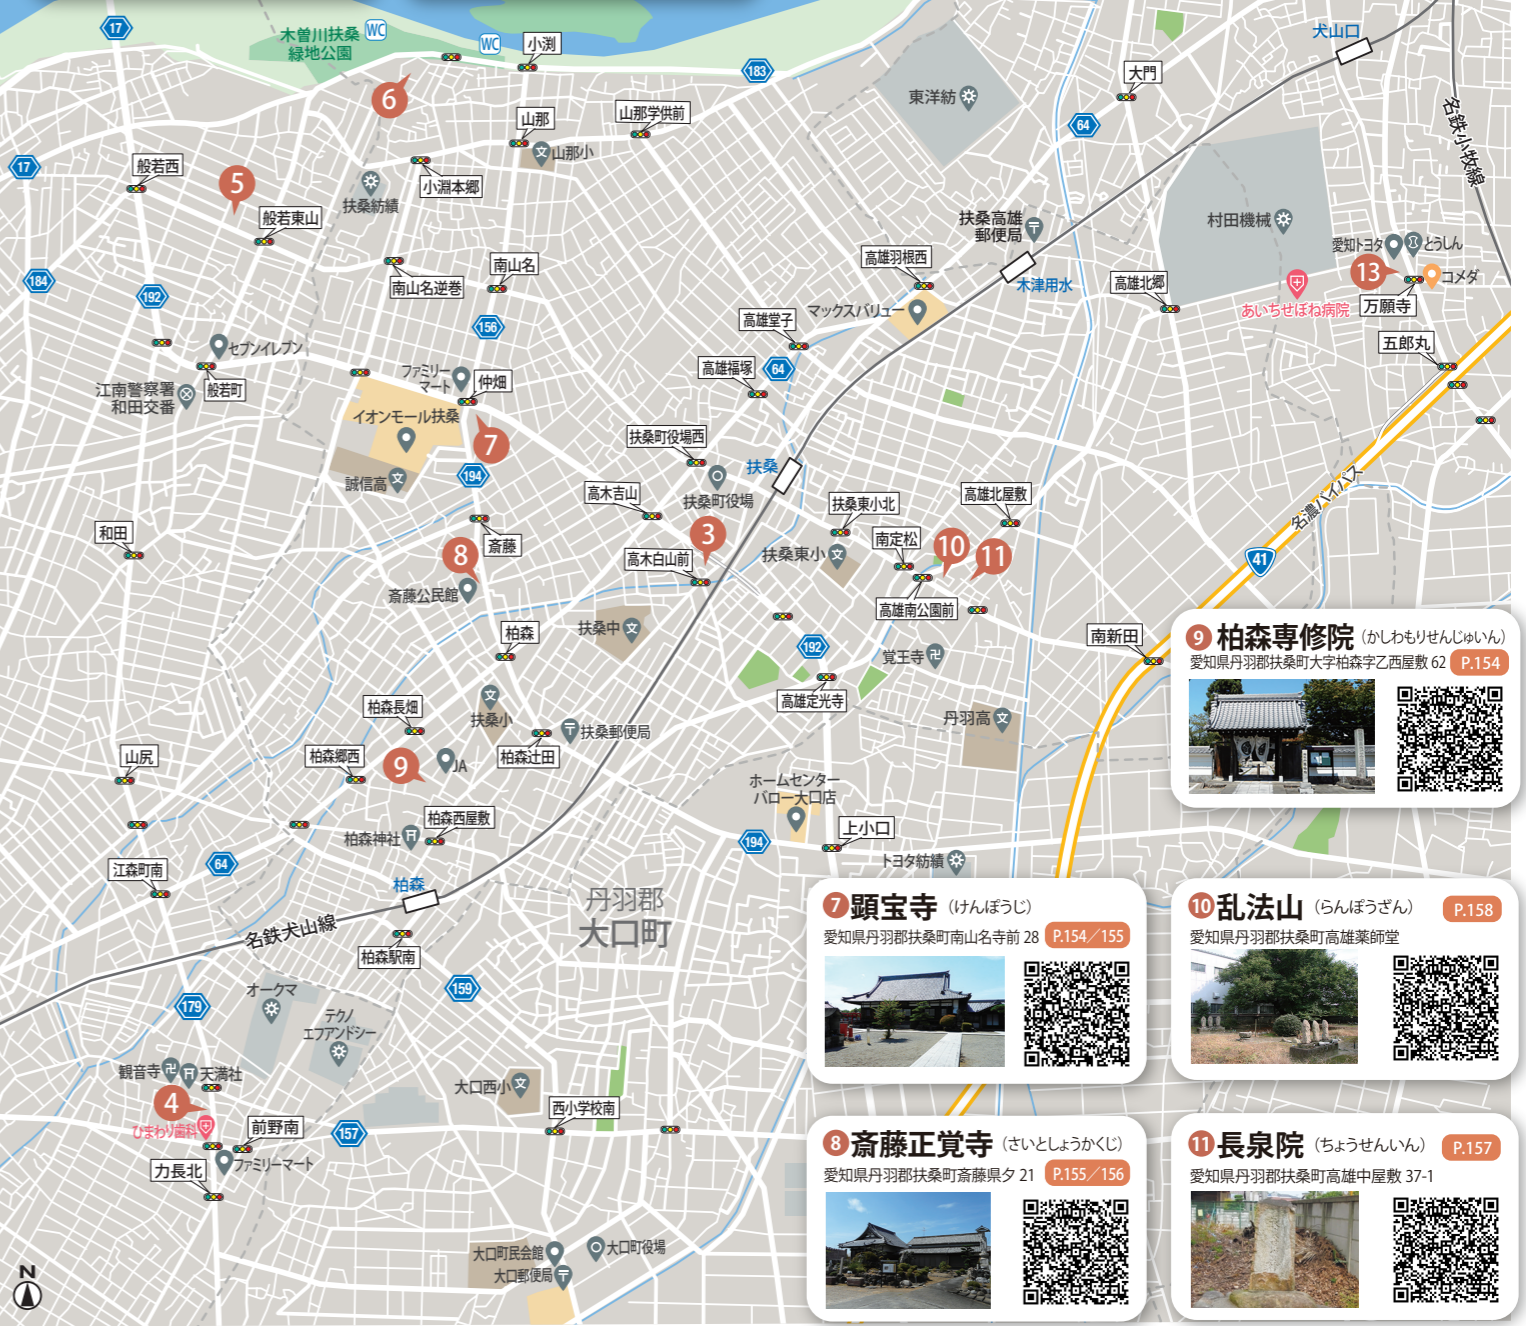 17
木曽川扶桑
緑地公園
WC
WC
小渕
183
6
山那
山那学供前
山那小
東洋紡
大門
64
犬山口
名鉄小牧線
17
般若西
5
般若東山
扶桑紡績
小淵本郷
南山名逆巻
南山名
扶桑高雄
郵便局
木津用水
高雄羽根西
マックスバリュー
高雄北郷
村田機械
あいちせぼね病院
愛知トヨタ
とうしん
13
コメダ
万願寺
五郎丸
184
192
156
セブンイレブン
般若町
江南警察署
和田交番
ファミリー
マート
仲畑
イオンモール扶桑
7
誠信高
194
高雄堂子
64
高雄福塚
扶桑町役場西
扶桑町役場
扶桑
高木吉山
3
高木白山前
扶桑東小北
扶桑東小
南定松
高雄北屋敷
10
11
高雄南公園前
名濃バイパス
41
和田
斎藤
8
斎藤公民館
扶桑中
柏森
192
覚王寺
南新田
高雄定光寺
丹羽高
柏森長畑
扶桑小
扶桑郵便局
柏森辻田
柏森郷西
9
JA
山尻
柏森神社
柏森西屋敷
ホームセンター
バロー大口店
194
上小口
トヨタ紡績
江森町南
64
柏森
名鉄犬山線
柏森駅南
丹羽郡
大口町
179
オークマ
テクノ
エフアンドシー
159
観音寺
天満社
4
ひまわり歯科
前野南
157
ファミリーマート
力長北
大口西小
西小学校南
大口町民会館
大口町役場
大口郵便局
N
9 柏森専修院（かしわもりせんじゅいん）
愛知県丹羽郡扶桑町大字柏森字乙西屋敷 62 P.154
7 顕宝寺（けんぽうじ）
愛知県丹羽郡扶桑町南山名寺前 28 P.154／155
10 乱法山（らんぽうざん） P.158
愛知県丹羽郡扶桑町高雄薬師堂
8 斎藤正覚寺（さいとしょうかくじ）
愛知県丹羽郡扶桑町斎藤県夕 21 P.155／156
11 長泉院（ちょうせんいん） P.157
愛知県丹羽郡扶桑町高雄中屋敷 37-1